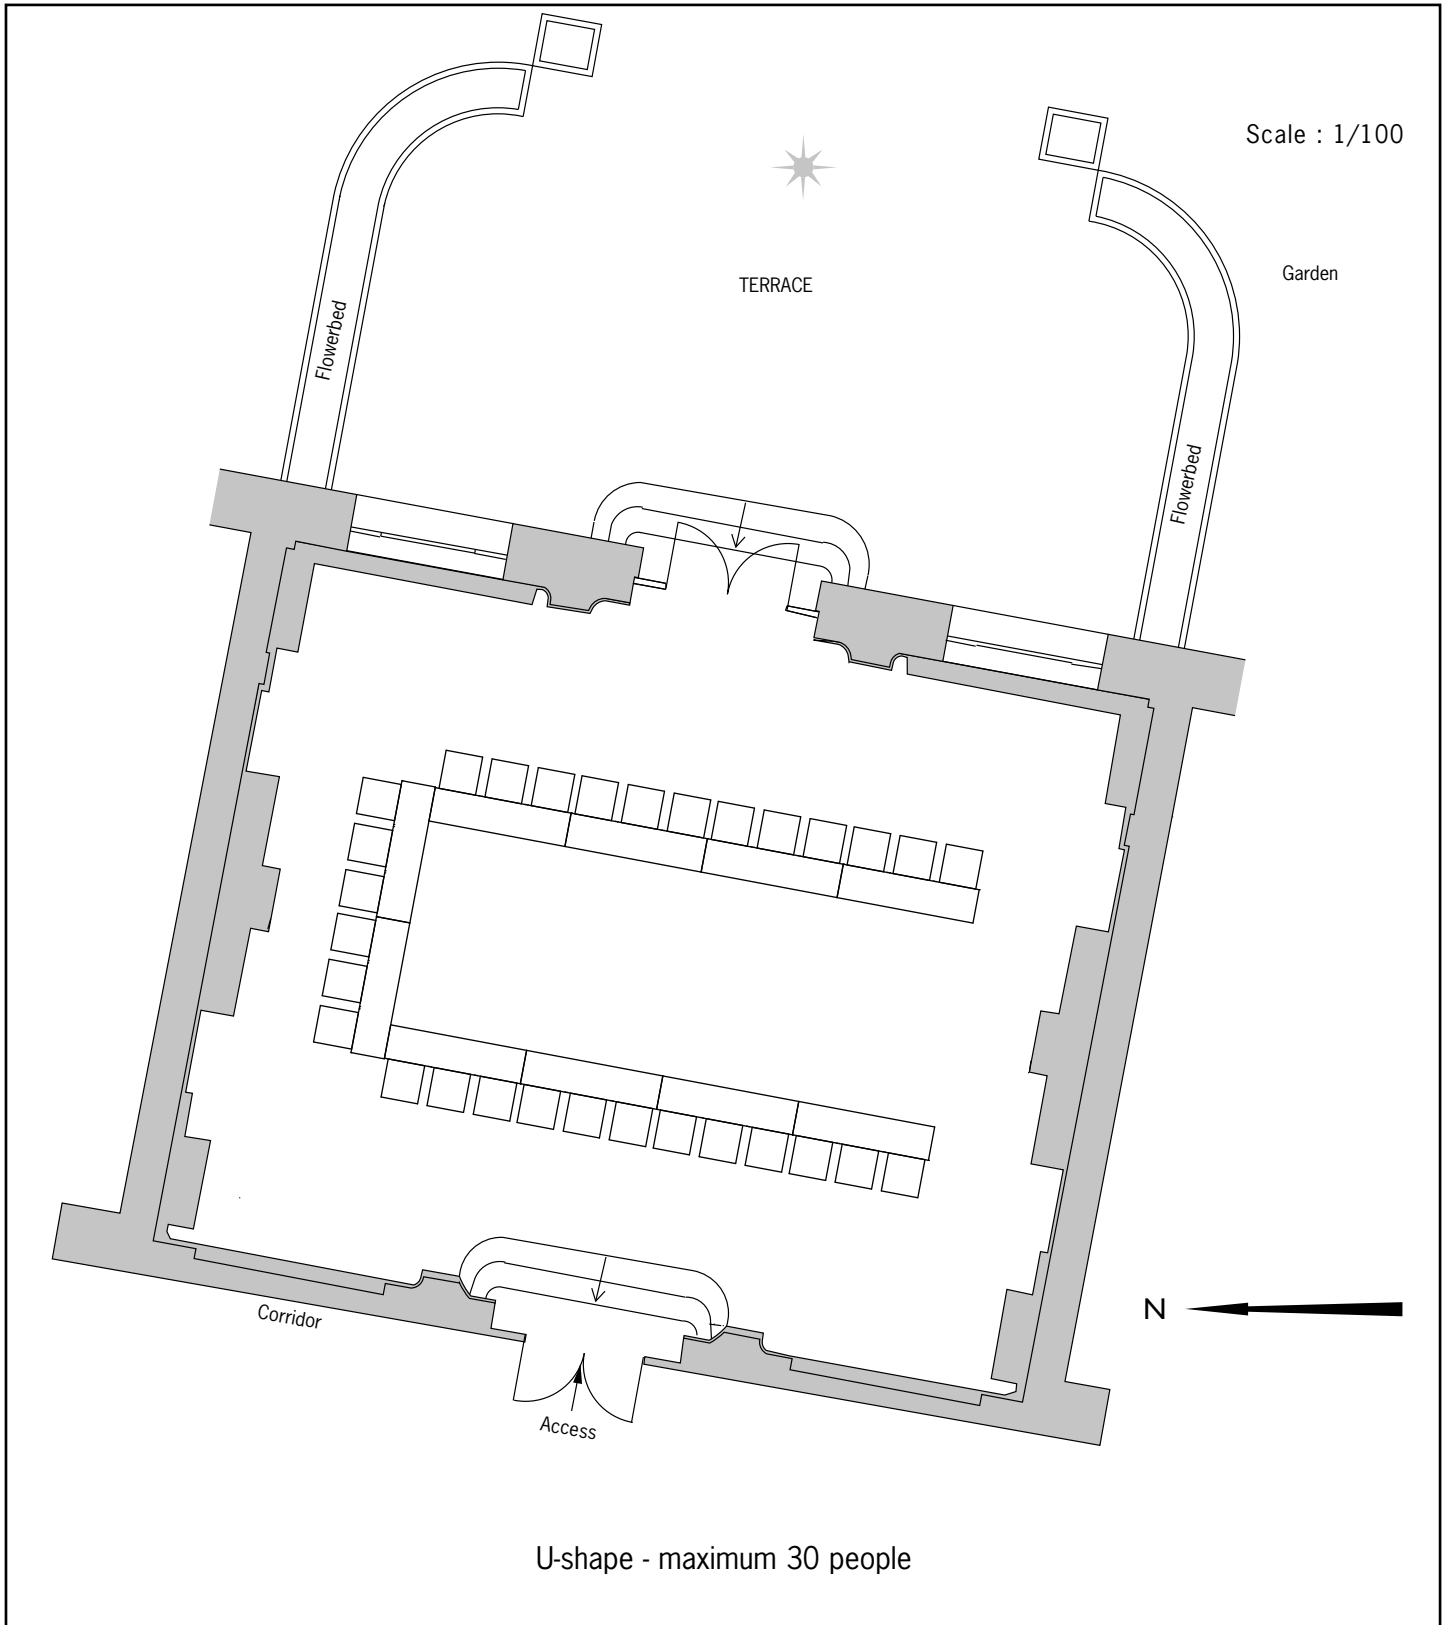 Scale : 1/100
Garden
TERRACE
Flowerbed
Flowerbed
N
Corridor
Access
U-shape - maximum 30 people